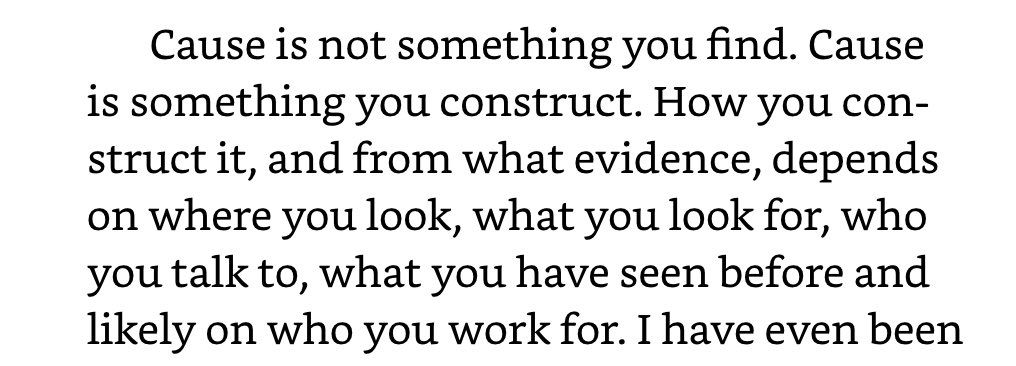 Cause is not something you find. Cause
is something you construct. How you con-
struct it, and from what evidence, depends
on where you look, what you look for, who
you talk to, what you have seen before and
likely on who you work for. I have even been